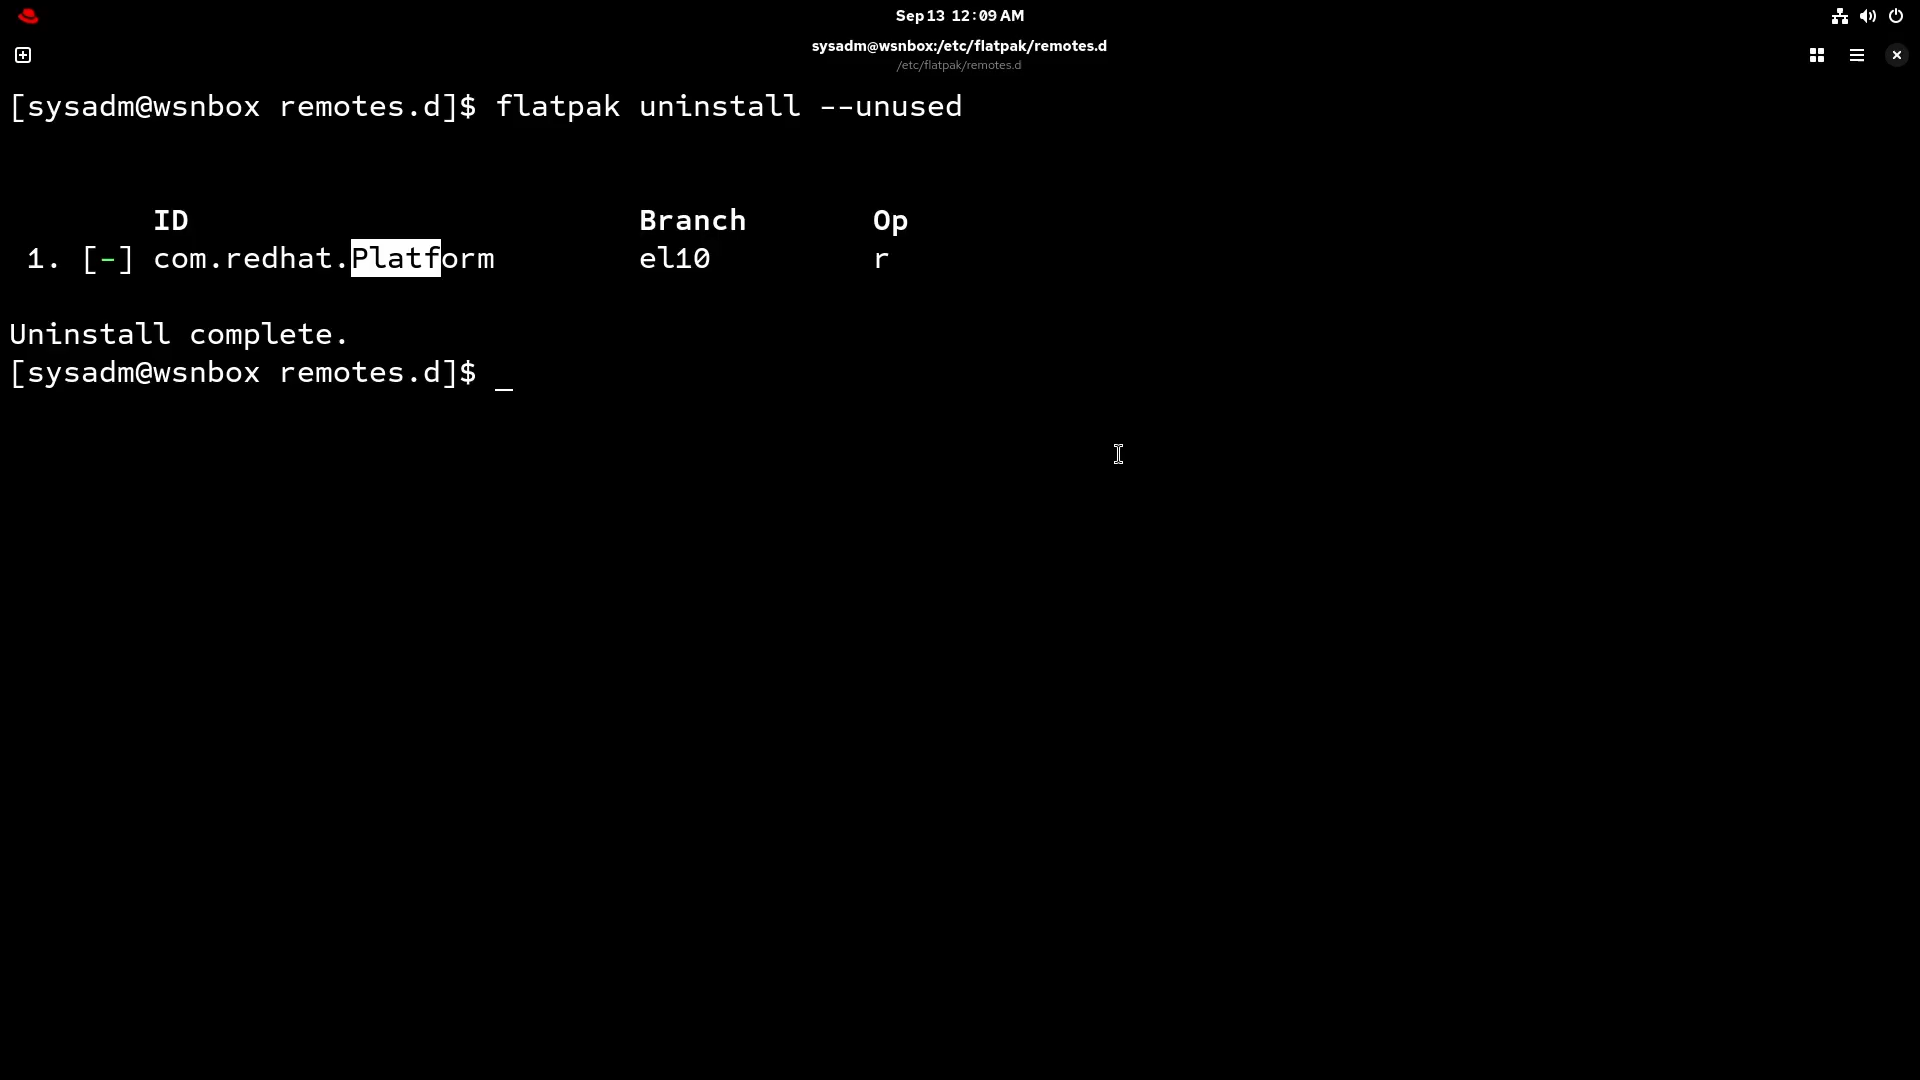 Sep 13 12:09 AM
sysadm@wsnbox:/etc/flatpak/remotes.d
/etc/flatpak/remotes.d
[sysadm@wsnbox remotes.d]$ flatpak uninstall --unused
ID Branch Op
1. [-] com.redhat.Platform el10 r
Uninstall complete.
[sysadm@wsnbox remotes.d]$ _